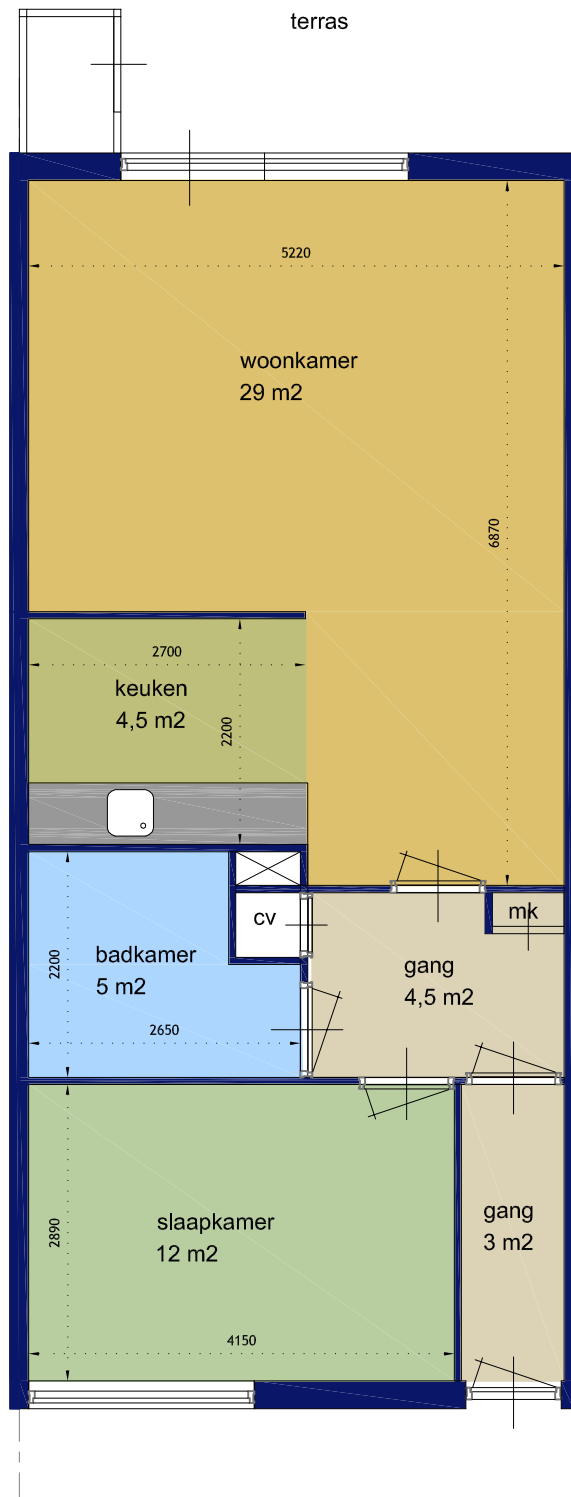 terras
5220
woonkamer
29 m2
6870
2700
keuken
4,5 m2
2200
cv
mk
badkamer
5 m2
gang
4,5 m2
2200
2650
slaapkamer
12 m2
gang
3 m2
2890
4150